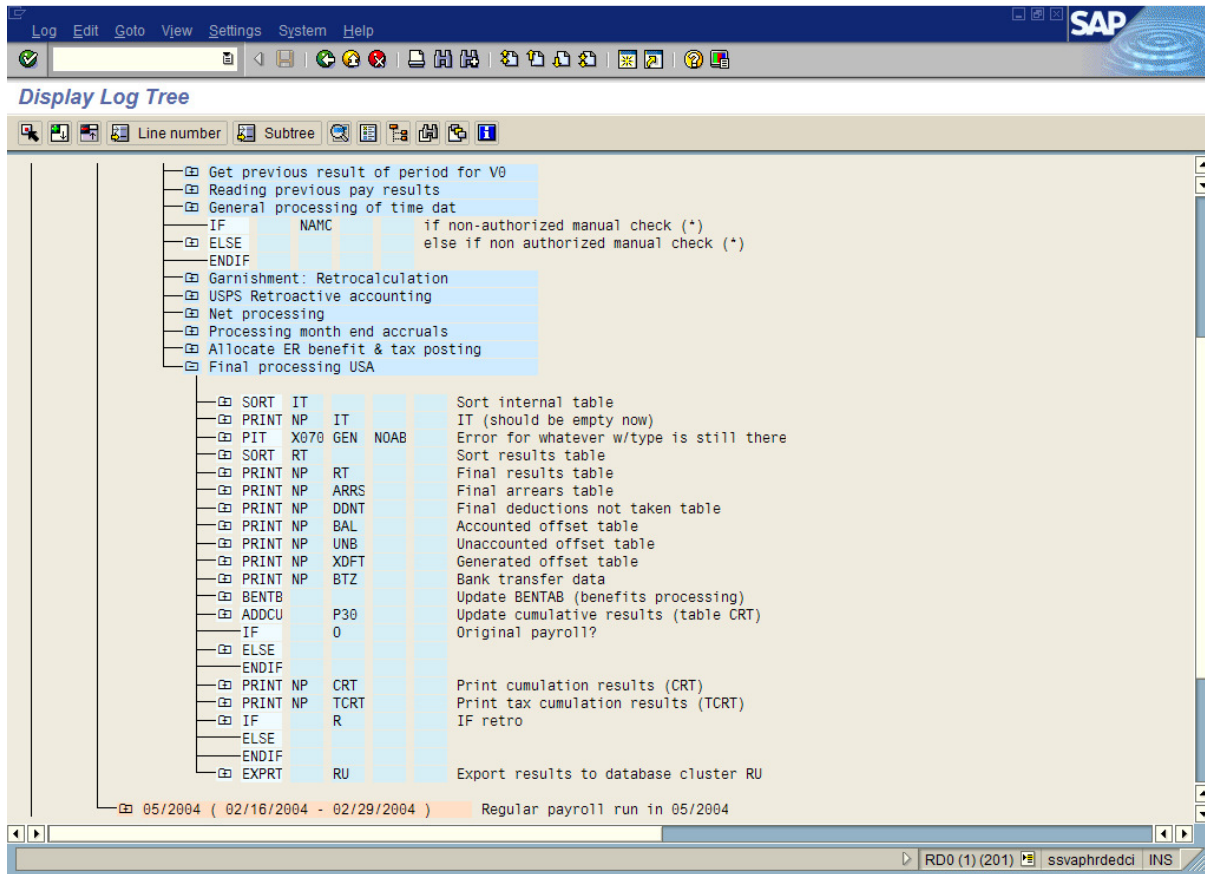 Log Edit Goto View Settings System Help
SAP
Display Log Tree
Line number Subtree
Get previous result of period for V0
Reading previous pay results
General processing of time dat
IF NAMC if non-authorized manual check (*)
ELSE else if non authorized manual check (*)
ENDIF
Garnishment: Retrocalculation
USPS Retroactive accounting
Net processing
Processing month end accruals
Allocate ER benefit & tax posting
Final processing USA
SORT IT Sort internal table
PRINT NP IT IT (should be empty now)
PIT X070 GEN NOAB Error for whatever w/type is still there
SORT RT Sort results table
PRINT NP RT Final results table
PRINT NP ARRS Final arrears table
PRINT NP DDNT Final deductions not taken table
PRINT NP BAL Accounted offset table
PRINT NP UNB Unaccounted offset table
PRINT NP XDFT Generated offset table
PRINT NP BTZ Bank transfer data
BENTB Update BENTAB (benefits processing)
ADDCU P30 Update cumulative results (table CRT)
IF O Original payroll?
ELSE
ENDIF
PRINT NP CRT Print cumulation results (CRT)
PRINT NP TCRT Print tax cumulation results (TCRT)
IF R IF retro
ELSE
ENDIF
EXPRT RU Export results to database cluster RU
05/2004 ( 02/16/2004 - 02/29/2004 ) Regular payroll run in 05/2004
RD0 (1) (201) ssvaphrdedci INS